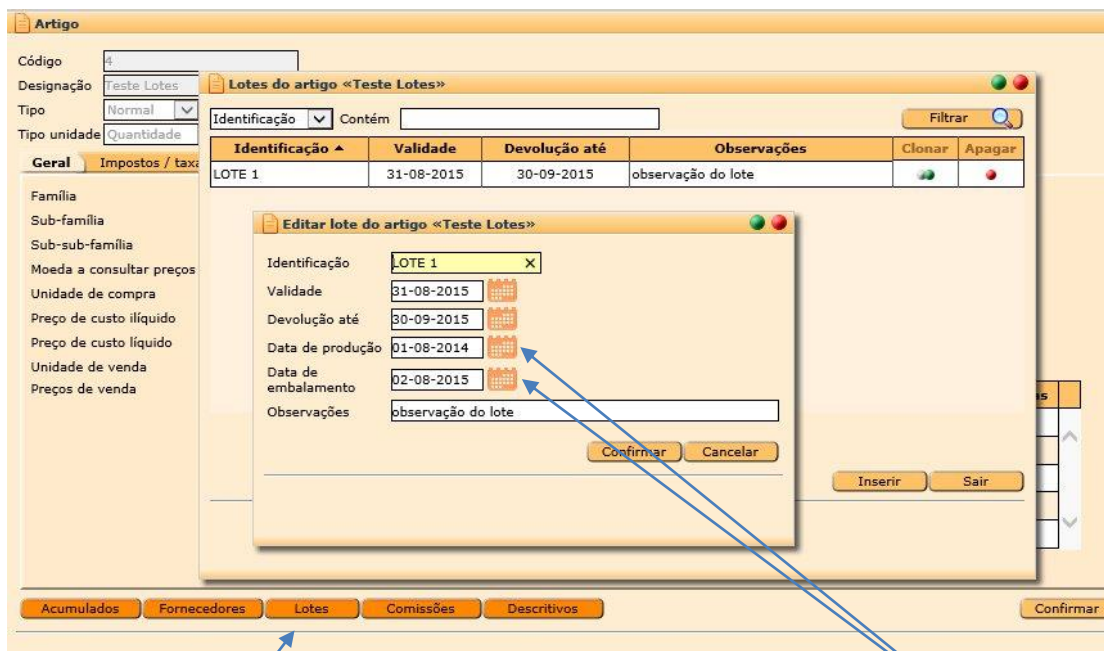 Artigo
Código 4
Designação Teste Lotes
Tipo Normal
Tipo unidade Quantidade
Geral Impostos / tax
Família
Sub-família
Sub-sub-família
Moeda a consultar preços
Unidade de compra
Preço de custo ilíquido
Preço de custo líquido
Unidade de venda
Preços de venda
Lotes do artigo «Teste Lotes»
Identificação Contém Filtrar
Identificação Validade Devolução até Observações Clonar Apagar
LOTE 1 31-08-2015 30-09-2015 observação do lote
Editar lote do artigo «Teste Lotes»
Identificação LOTE 1
Validade 31-08-2015
Devolução até 30-09-2015
Data de produção 01-08-2014
Data de
embalamento 02-08-2015
Observações observação do lote
Confirmar Cancelar
Inserir Sair
Acumulados Fornecedores Lotes Comissões Descritivos Confirmar